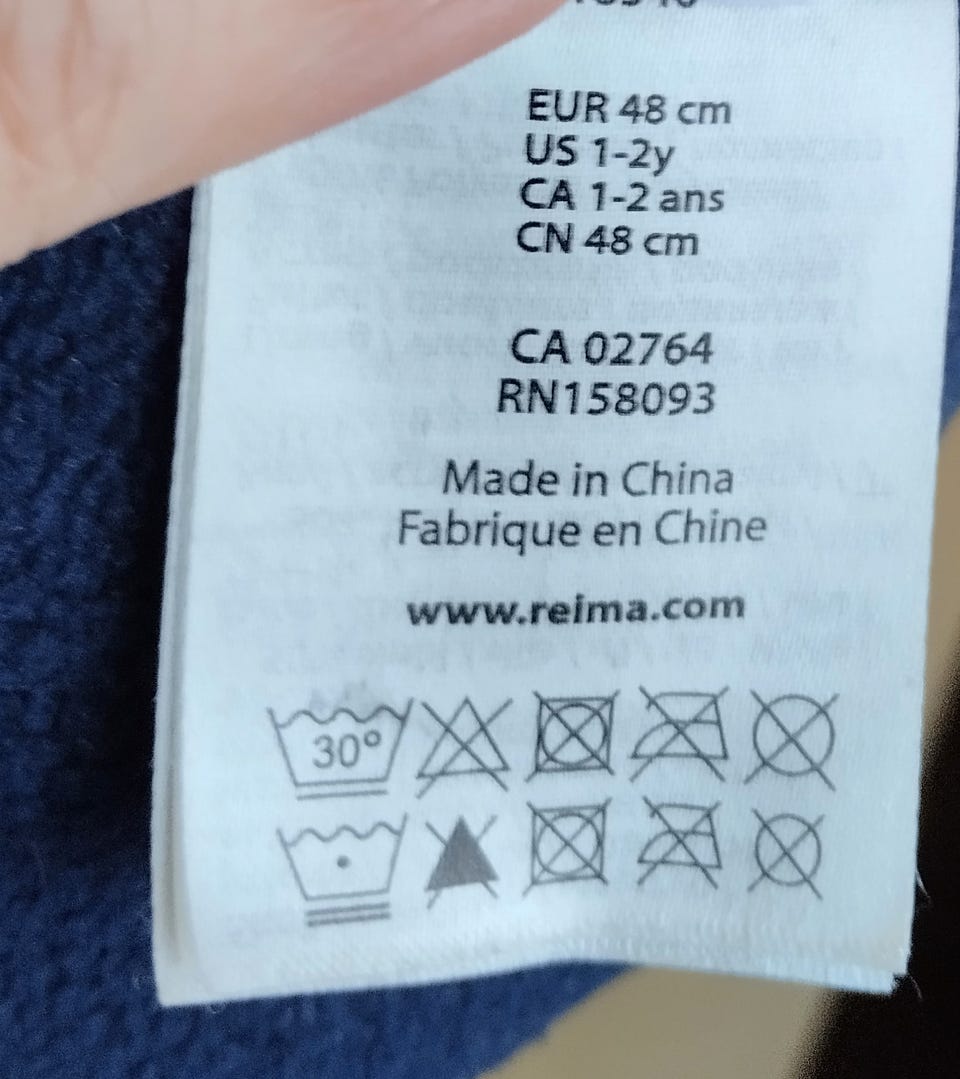 EUR 48 cm
US 1-2y
CA 1-2 ans
CN 48 cm
CA 02764
RN158093
Made in China
Fabrique en Chine
www.reima.com
30°